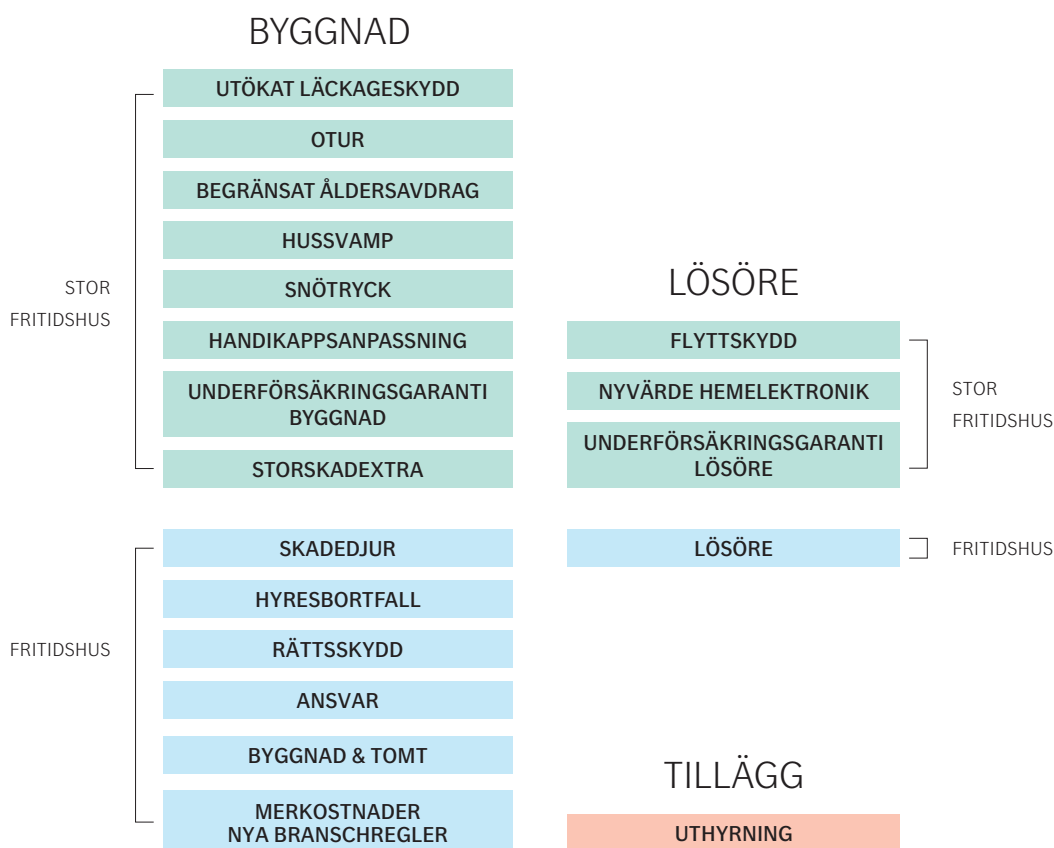 BYGGNAD
UTÖKAT LÄCKAGESKYDD
OTUR
BEGRÄNSAT ÅLDERSAVDRAG
HUSSVAMP
SNÖTRYCK
HANDIKAPPSANPASSNING
UNDERFÖRSÄKRINGSGARANTI
BYGGNAD
STORSKADEXTRA
STOR
FRITIDSHUS
SKADEDJUR
HYRESBORTFALL
RÄTTSSKYDD
ANSVAR
BYGGNAD & TOMT
MERKOSTNADER
NYA BRANSCHREGLER
FRITIDSHUS
LÖSÖRE
FLYTTSKYDD
NYVÄRDE HEMELEKTRONIK
UNDERFÖRSÄKRINGSGARANTI
LÖSÖRE
STOR
FRITIDSHUS
LÖSÖRE
FRITIDSHUS
TILLÄGG
UTHYRNING